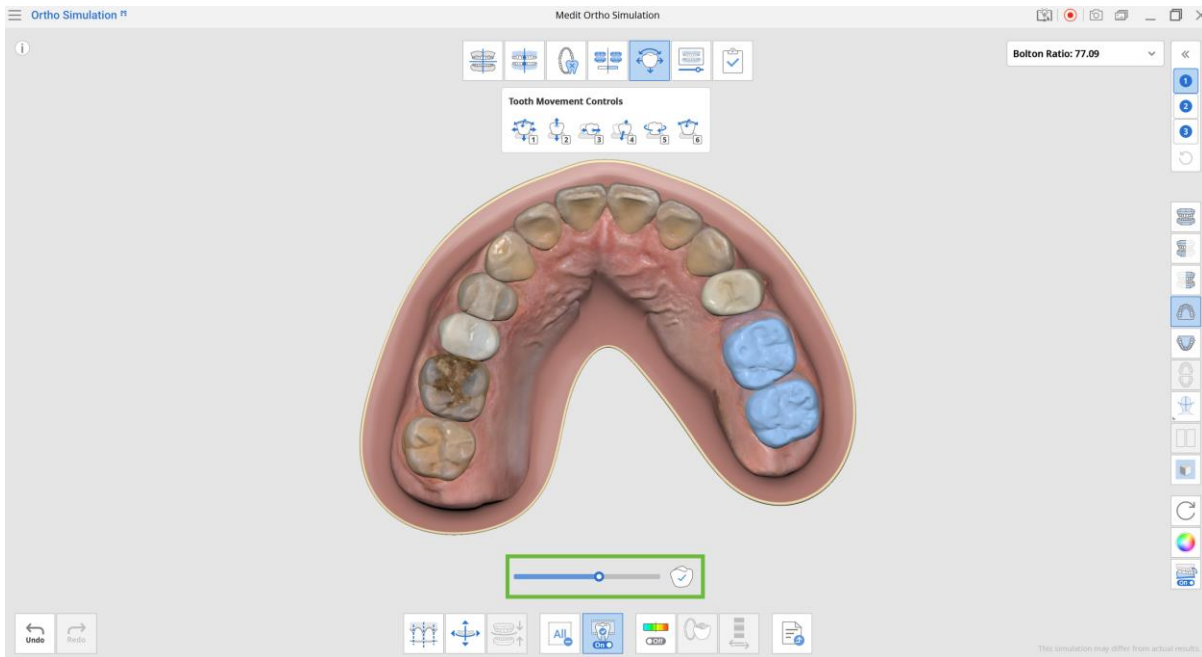 Ortho Simulation
Medit Ortho Simulation
Bolton Ratio: 77.09
1
2
3
Tooth Movement Controls
1 2 3 4 5 6
On
Undo
Redo
All
On
Off
This simulation may differ from actual results.